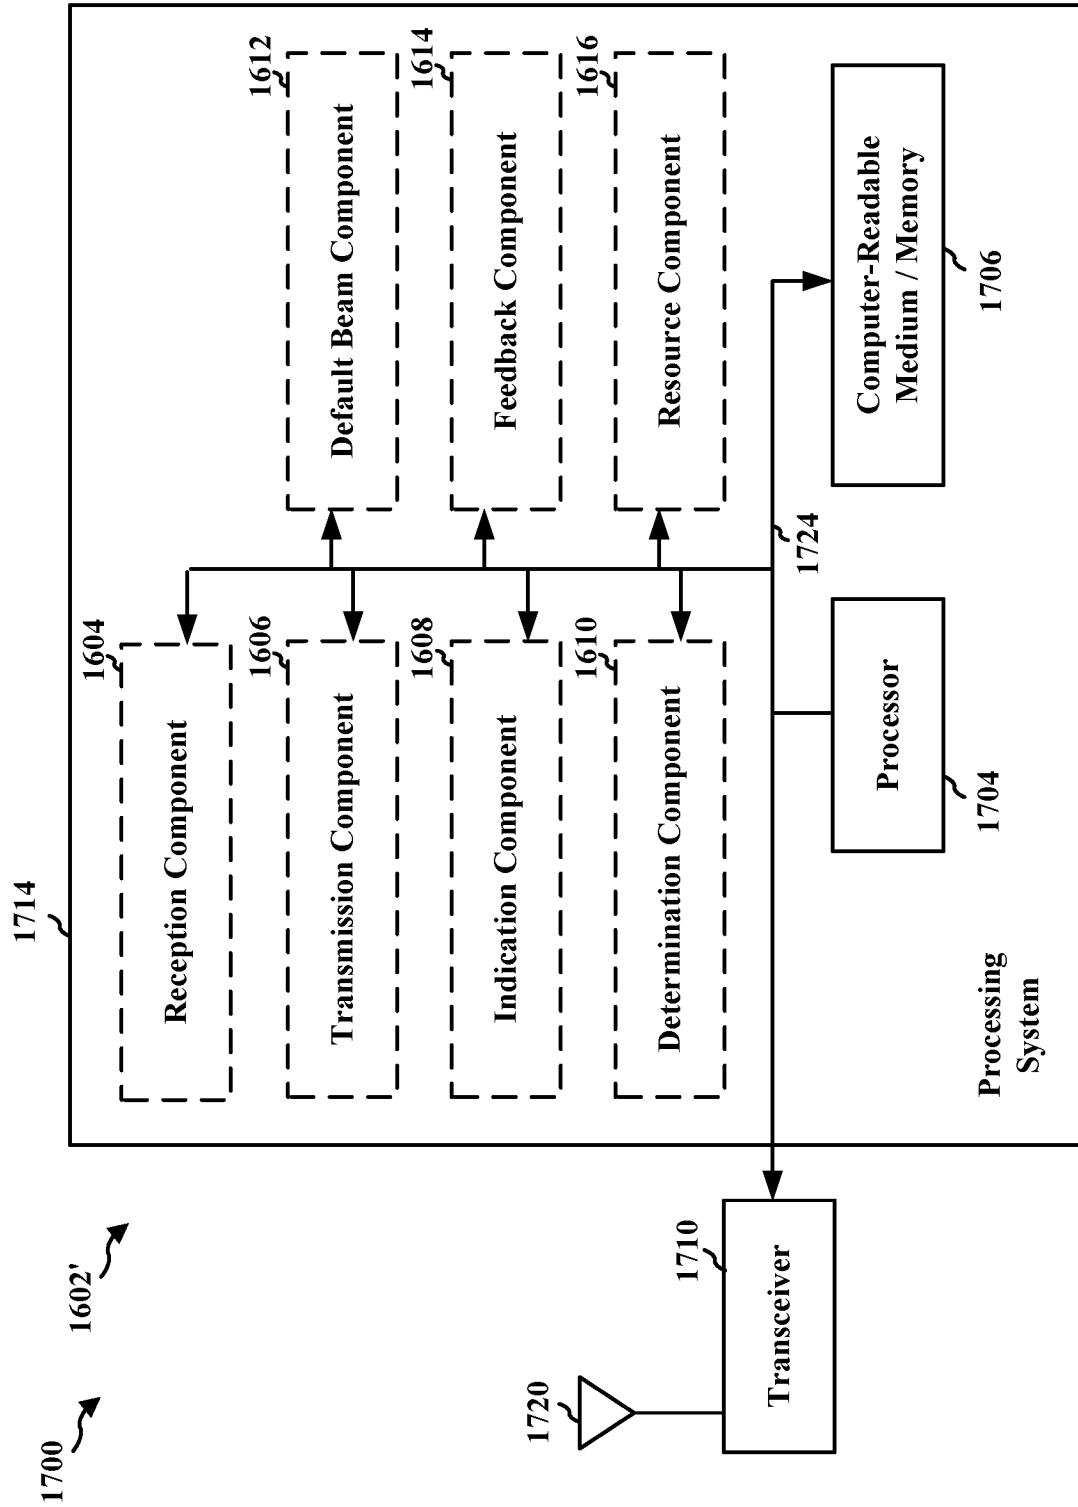 1700
1602'
1714
1604
Reception Component
1606
Transmission Component
1612
Default Beam Component
1608
Indication Component
1614
Feedback Component
1610
Determination Component
1616
Resource Component
1720
1710
Transceiver
1724
Processor
1704
Computer-Readable
Medium / Memory
1706
Processing
System